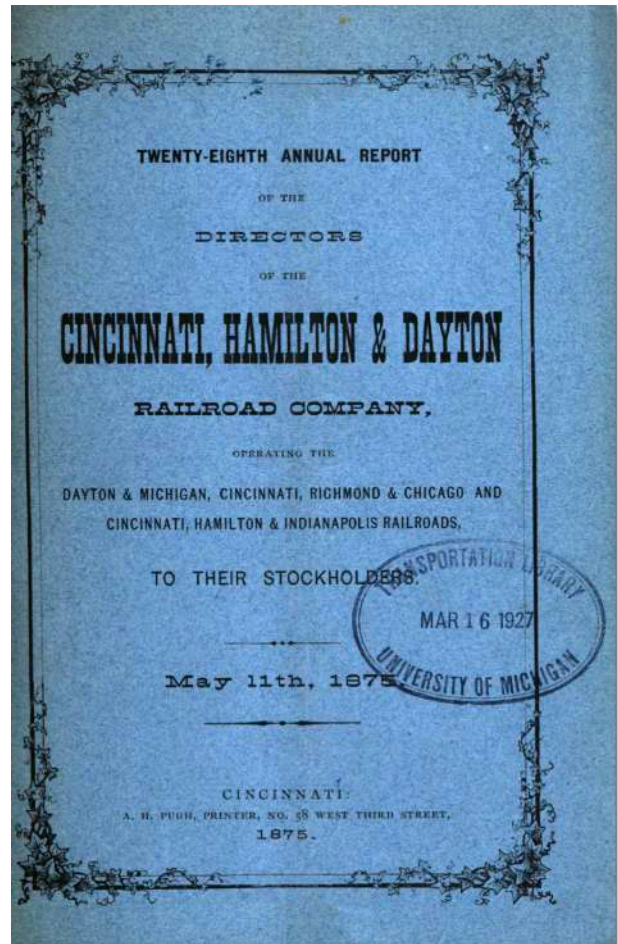 TWENTY-EIGHTH ANNUAL REPORT
OF THE
DIRECTORS
OF THE
CINCINNATI, HAMILTON & DAYTON
RAILROAD COMPANY,
OPERATING THE
DAYTON & MICHIGAN, CINCINNATI, RICHMOND & CHICAGO AND
CINCINNATI, HAMILTON & INDIANAPOLIS RAILROADS,
TO THEIR STOCKHOLDERS.
TRANSPORTATION LIBRARY
MAR 16 1927
UNIVERSITY OF MICHIGAN
May 11th, 1875.
CINCINNATI:
A. H. PUGH, PRINTER, NO. 58 WEST THIRD STREET,
1875.